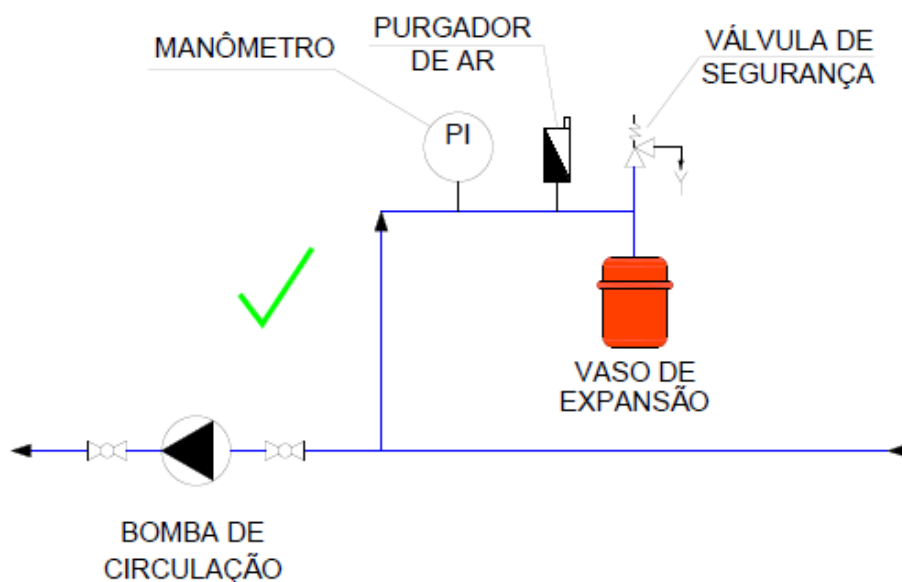 MANÔMETRO
PURGADOR
DE AR
VÁLVULA DE
SEGURANÇA
PI
VASO DE
EXPANSÃO
BOMBA DE
CIRCULAÇÃO